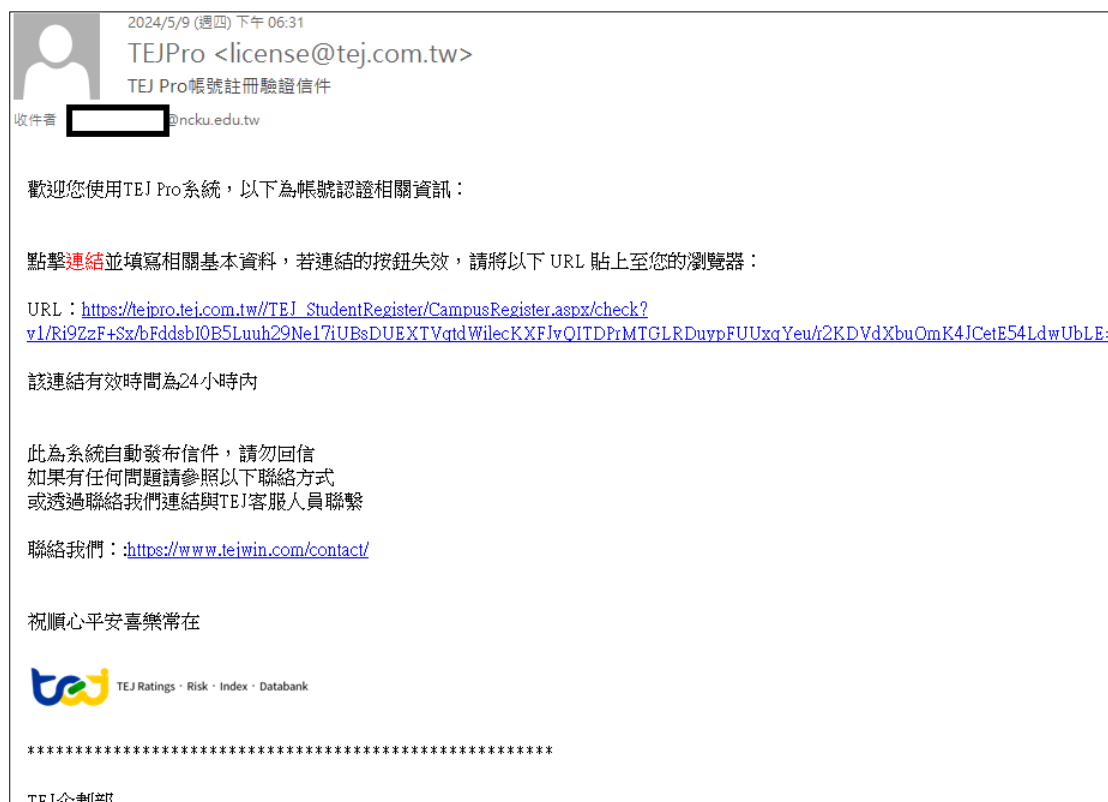 2024/5/9 (週四) 下午 06:31
TEJPro <license@tej.com.tw>
TEJ Pro帳號註冊驗證信件
收件者 @ncku.edu.tw
歡迎您使用TEJ Pro系統，以下為帳號認證相關資訊：
點擊連結並填寫相關基本資料，若連結的按鈕失效，請將以下 URL 貼上至您的瀏覽器：
URL：https://tejpro.tej.com.tw//TEJ_StudentRegister/CampusRegister.aspx/check?
v1/Ri9ZzF+Sx/bFddsbI0B5Luuh29Ne17iUBsDUEXTVqtdWilecKXFJvQITDPrMTGLRDuypFUUxqYeu/r2KDVdXbuOmK4JCetE54LdwUbLE=
該連結有效時間為24小時內
此為系統自動發布信件，請勿回信
如果有任何問題請參照以下聯絡方式
或透過聯絡我們連結與TEJ客服人員聯繫
聯絡我們：:https://www.tejwin.com/contact/
祝順心平安喜樂常在
tej TEJ Ratings · Risk · Index · Databank
*******************************************************
TEJ企劃部